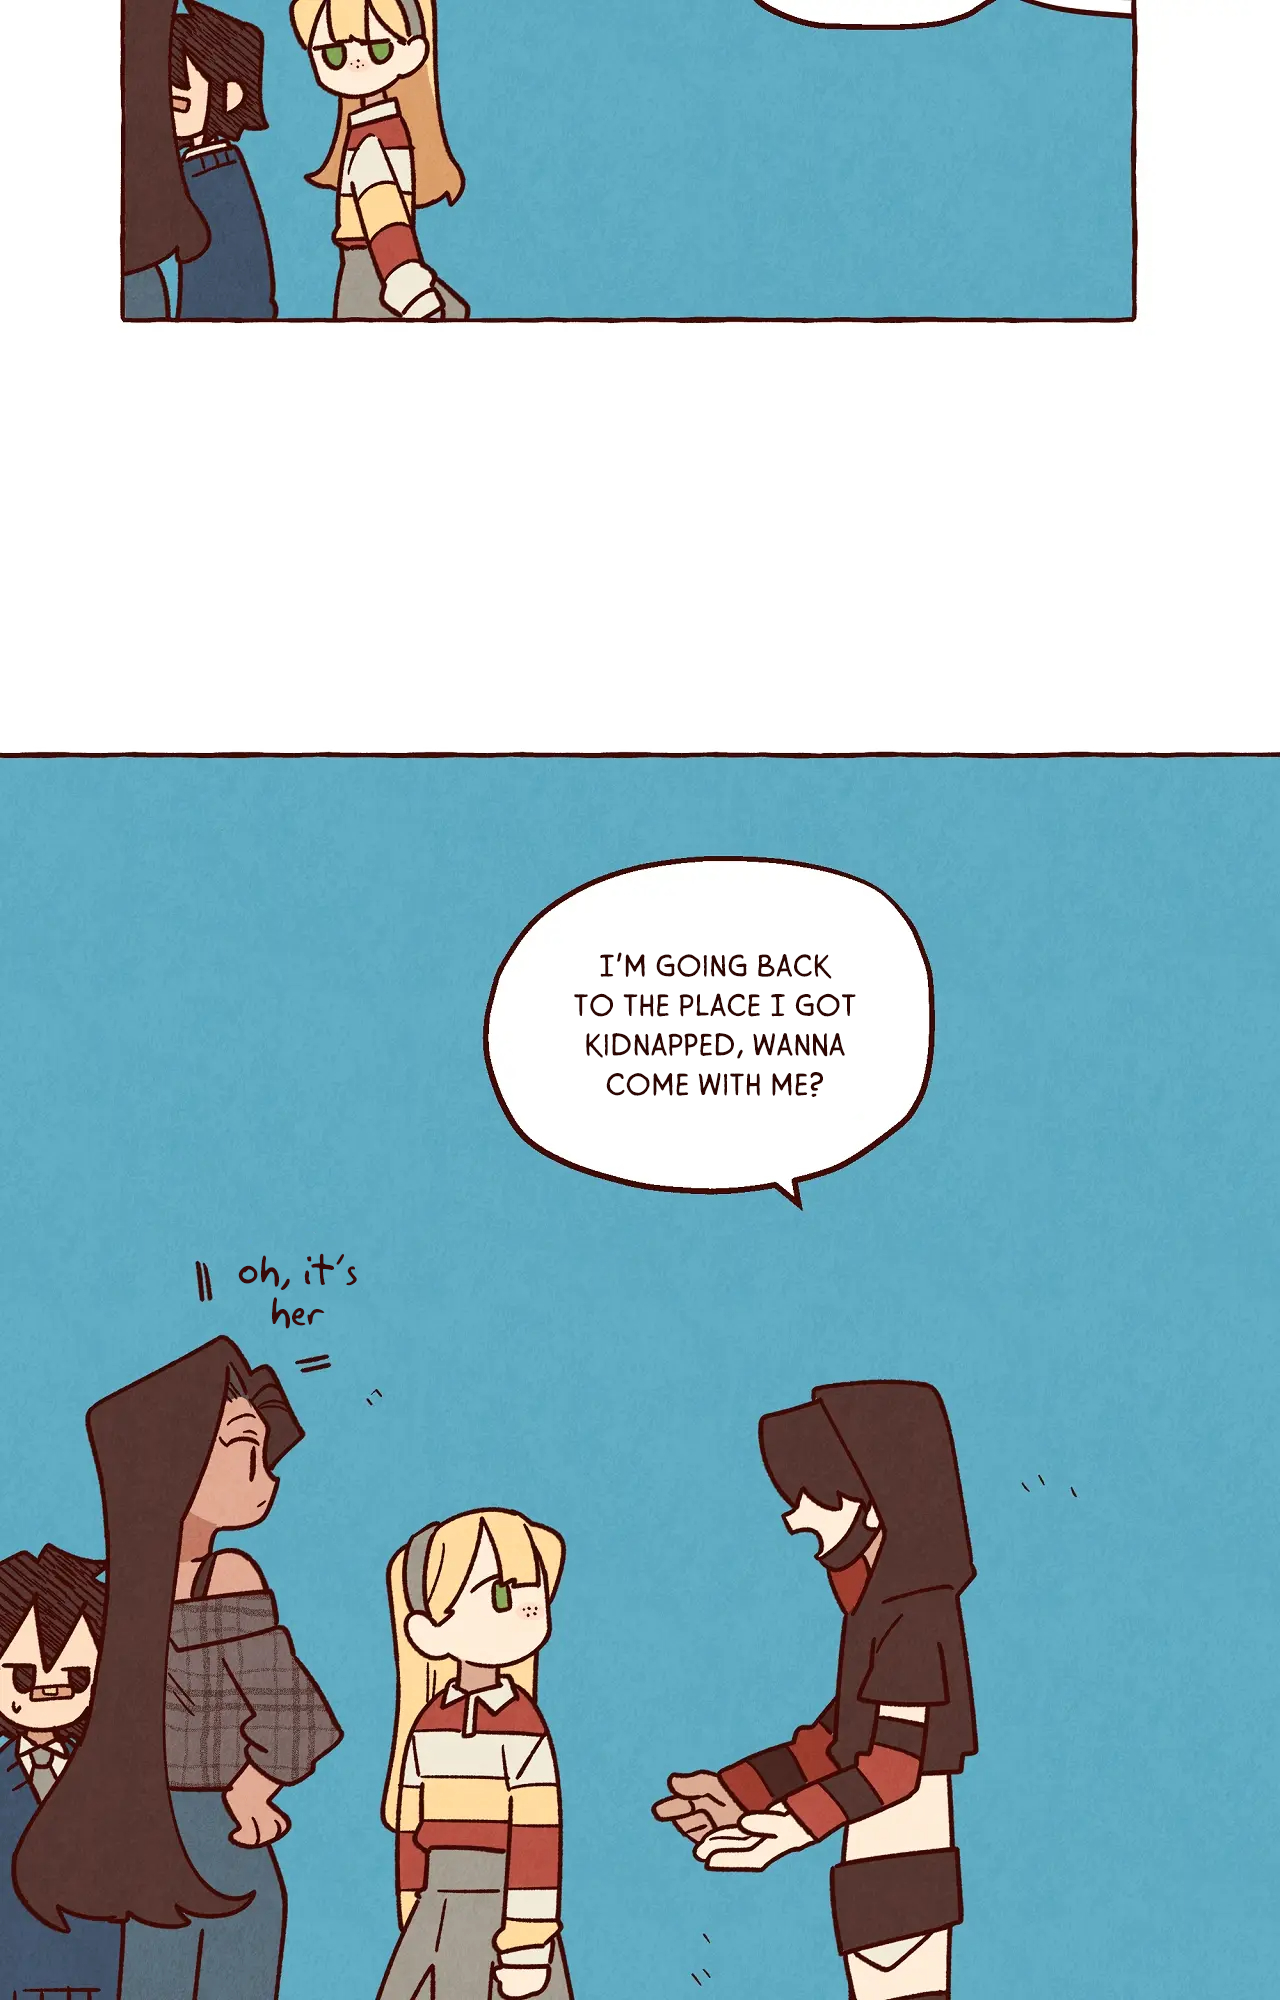 I'M GOING BACK
TO THE PLACE I GOT
KIDNAPPED, WANNA
COME WITH ME?
oh, it's
her